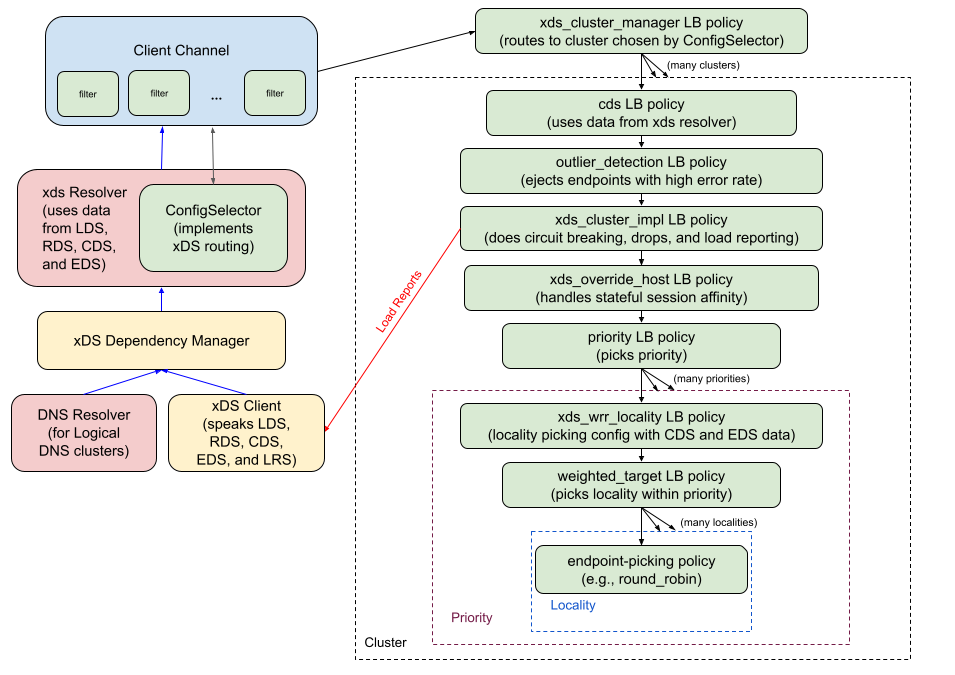 Client Channel
filter
filter
...
filter
xds Resolver
(uses data
from LDS,
RDS, CDS,
and EDS)
ConfigSelector
(implements
xDS routing)
xDS Dependency Manager
DNS Resolver
(for Logical
DNS clusters)
xDS Client
(speaks LDS,
RDS, CDS,
EDS, and LRS)
Load Reports
xds_cluster_manager LB policy
(routes to cluster chosen by ConfigSelector)
(many clusters)
cds LB policy
(uses data from xds resolver)
outlier_detection LB policy
(ejects endpoints with high error rate)
xds_cluster_impl LB policy
(does circuit breaking, drops, and load reporting)
xds_override_host LB policy
(handles stateful session affinity)
priority LB policy
(picks priority)
(many priorities)
xds_wrr_locality LB policy
(locality picking config with CDS and EDS data)
weighted_target LB policy
(picks locality within priority)
(many localities)
endpoint-picking policy
(e.g., round_robin)
Locality
Priority
Cluster